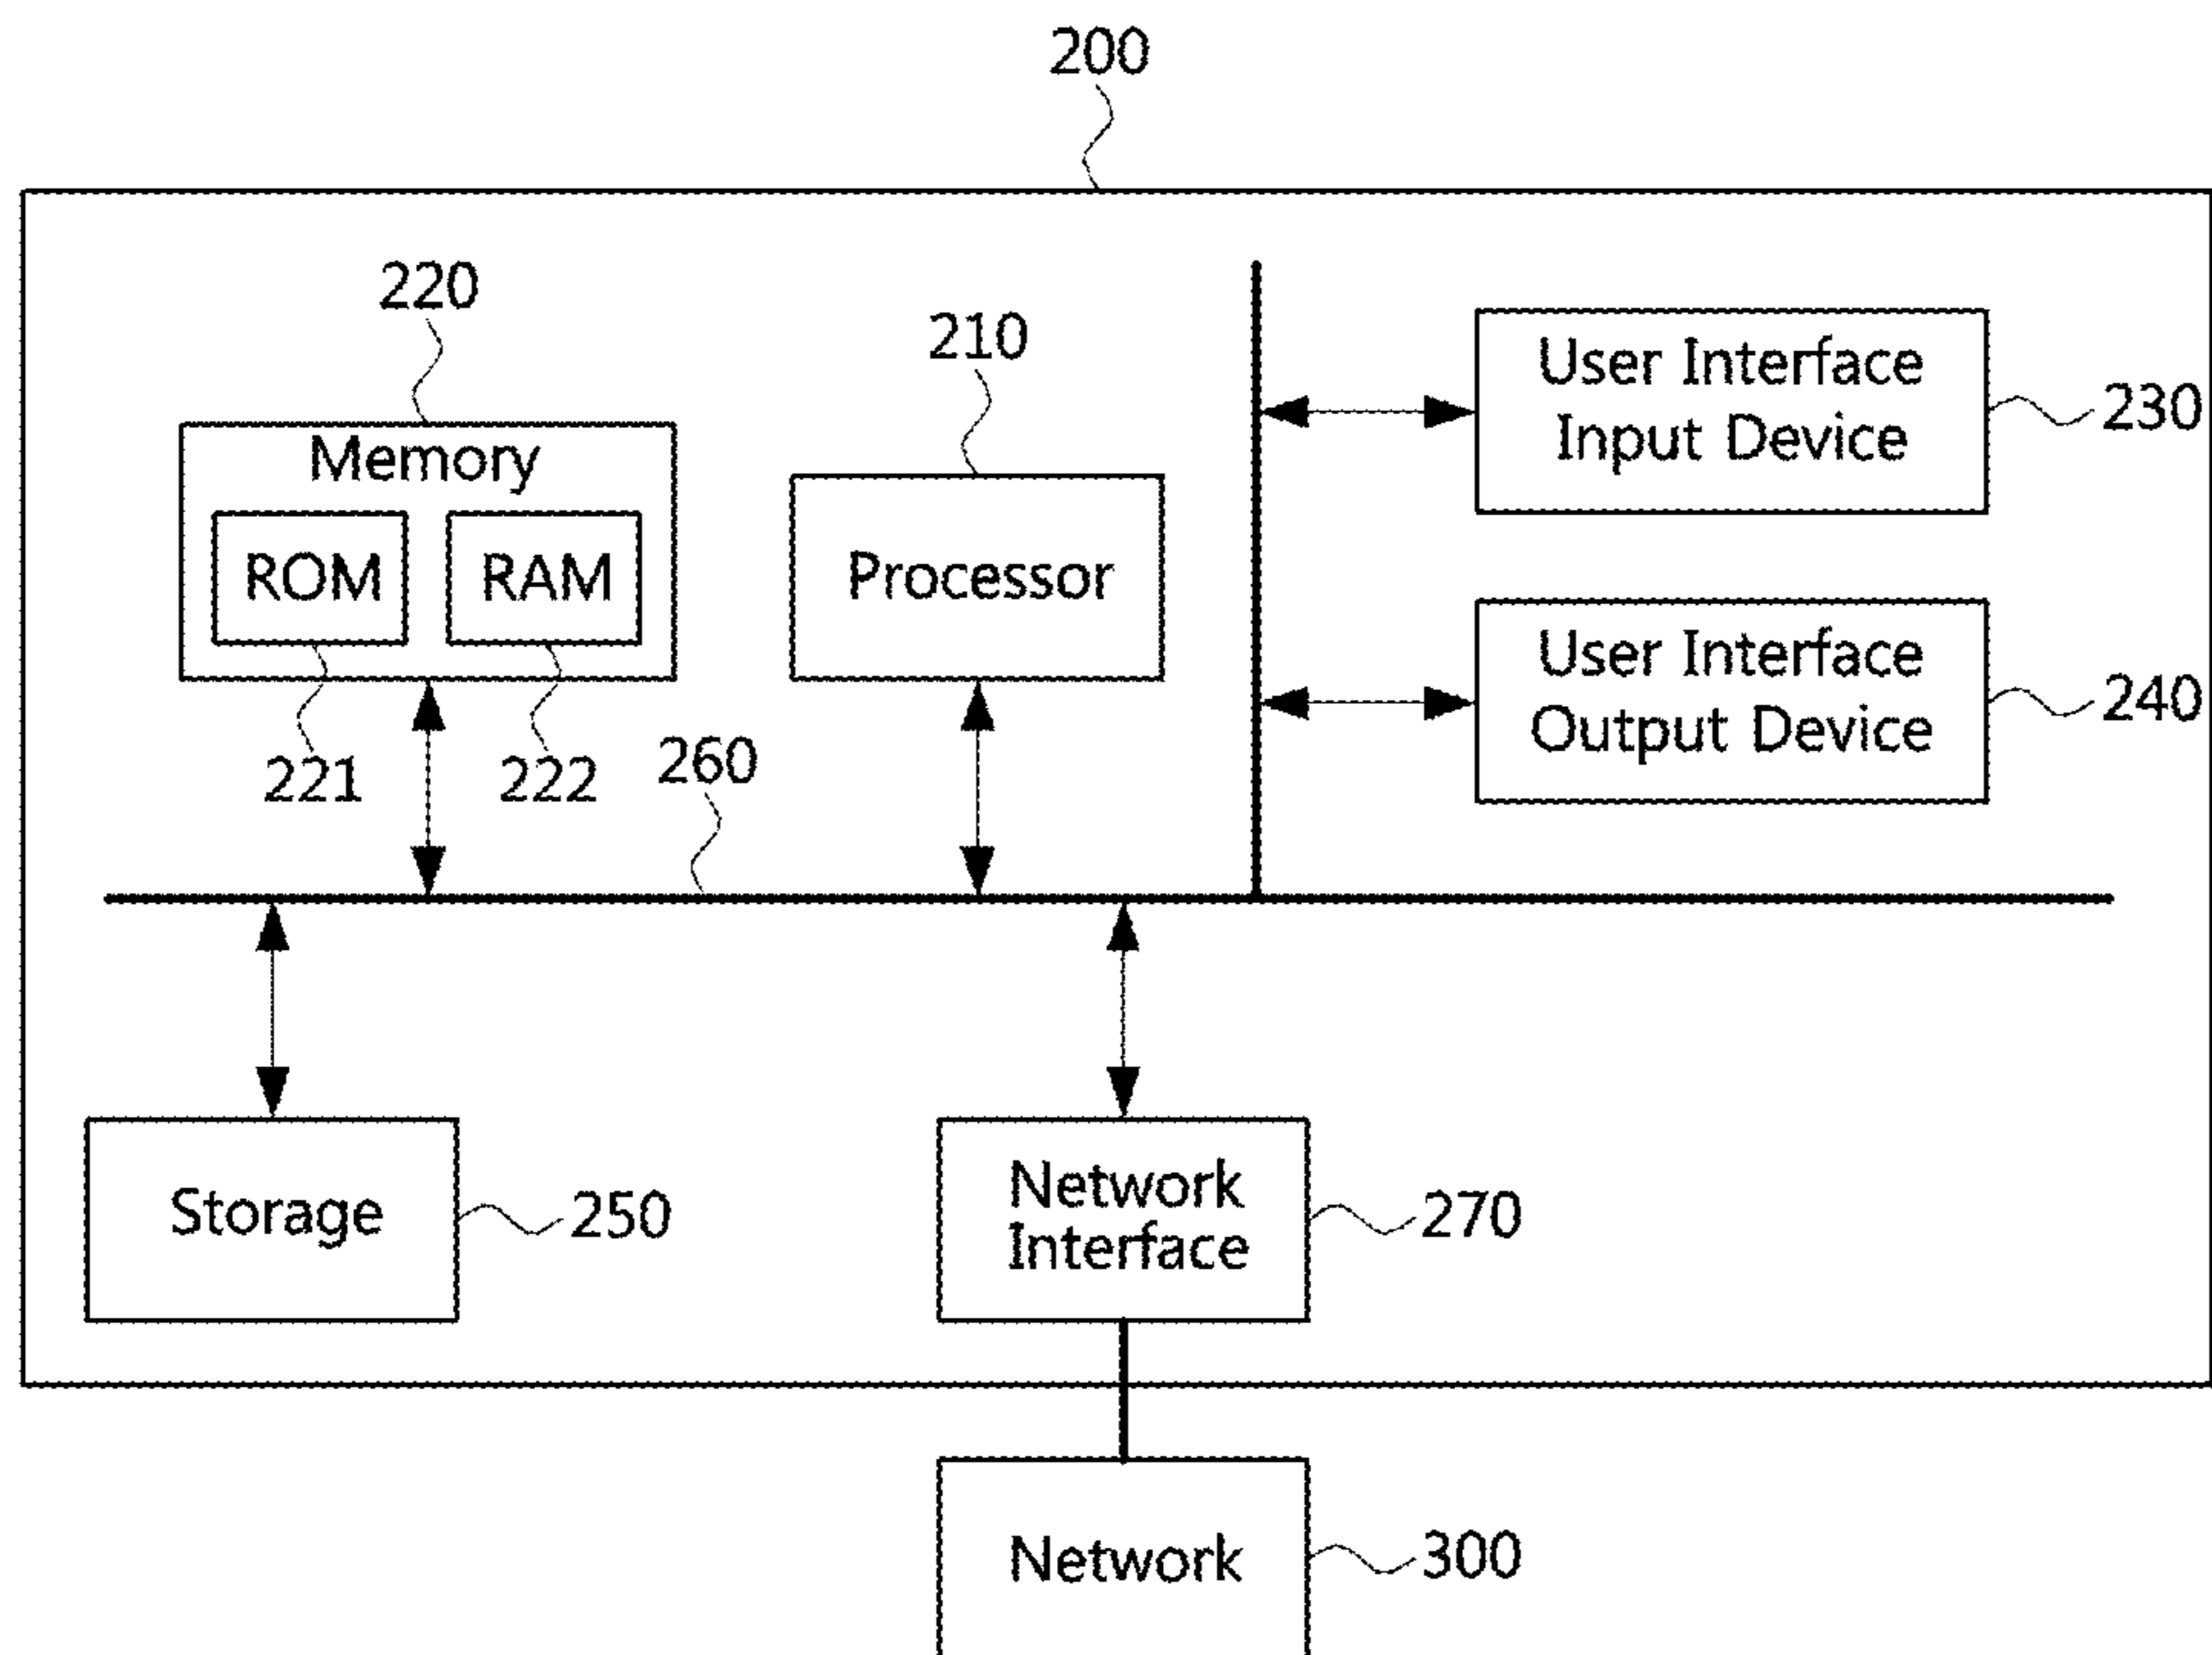 200
220
210
User Interface
Input Device
230
Memory
ROM
RAM
Processor
User Interface
Output Device
240
221
222
260
Storage
250
Network
Interface
270
Network
300